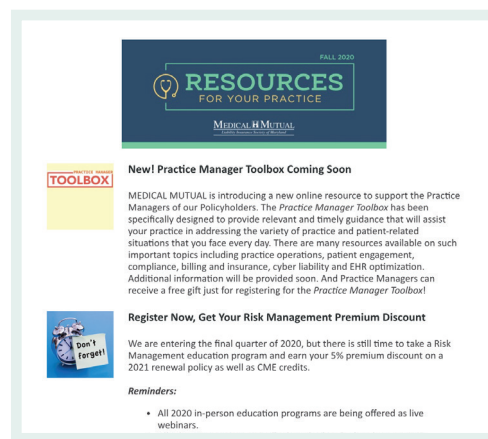 FALL 2020
RESOURCES
FOR YOUR PRACTICE
MEDICAL MUTUAL
Liability Insurance Society of Maryland
PRACTICE MANAGER
TOOLBOX
New! Practice Manager Toolbox Coming Soon
MEDICAL MUTUAL is introducing a new online resource to support the Practice
Managers of our Policyholders. The Practice Manager Toolbox has been
specifically designed to provide relevant and timely guidance that will assist
your practice in addressing the variety of practice and patient-related
situations that you face every day. There are many resources available on such
important topics including practice operations, patient engagement,
compliance, billing and insurance, cyber liability and EHR optimization.
Additional information will be provided soon. And Practice Managers can
receive a free gift just for registering for the Practice Manager Toolbox!
Don't
forget!
Register Now, Get Your Risk Management Premium Discount
We are entering the final quarter of 2020, but there is still time to take a Risk
Management education program and earn your 5% premium discount on a
2021 renewal policy as well as CME credits.
Reminders:
• All 2020 in-person education programs are being offered as live
webinars.